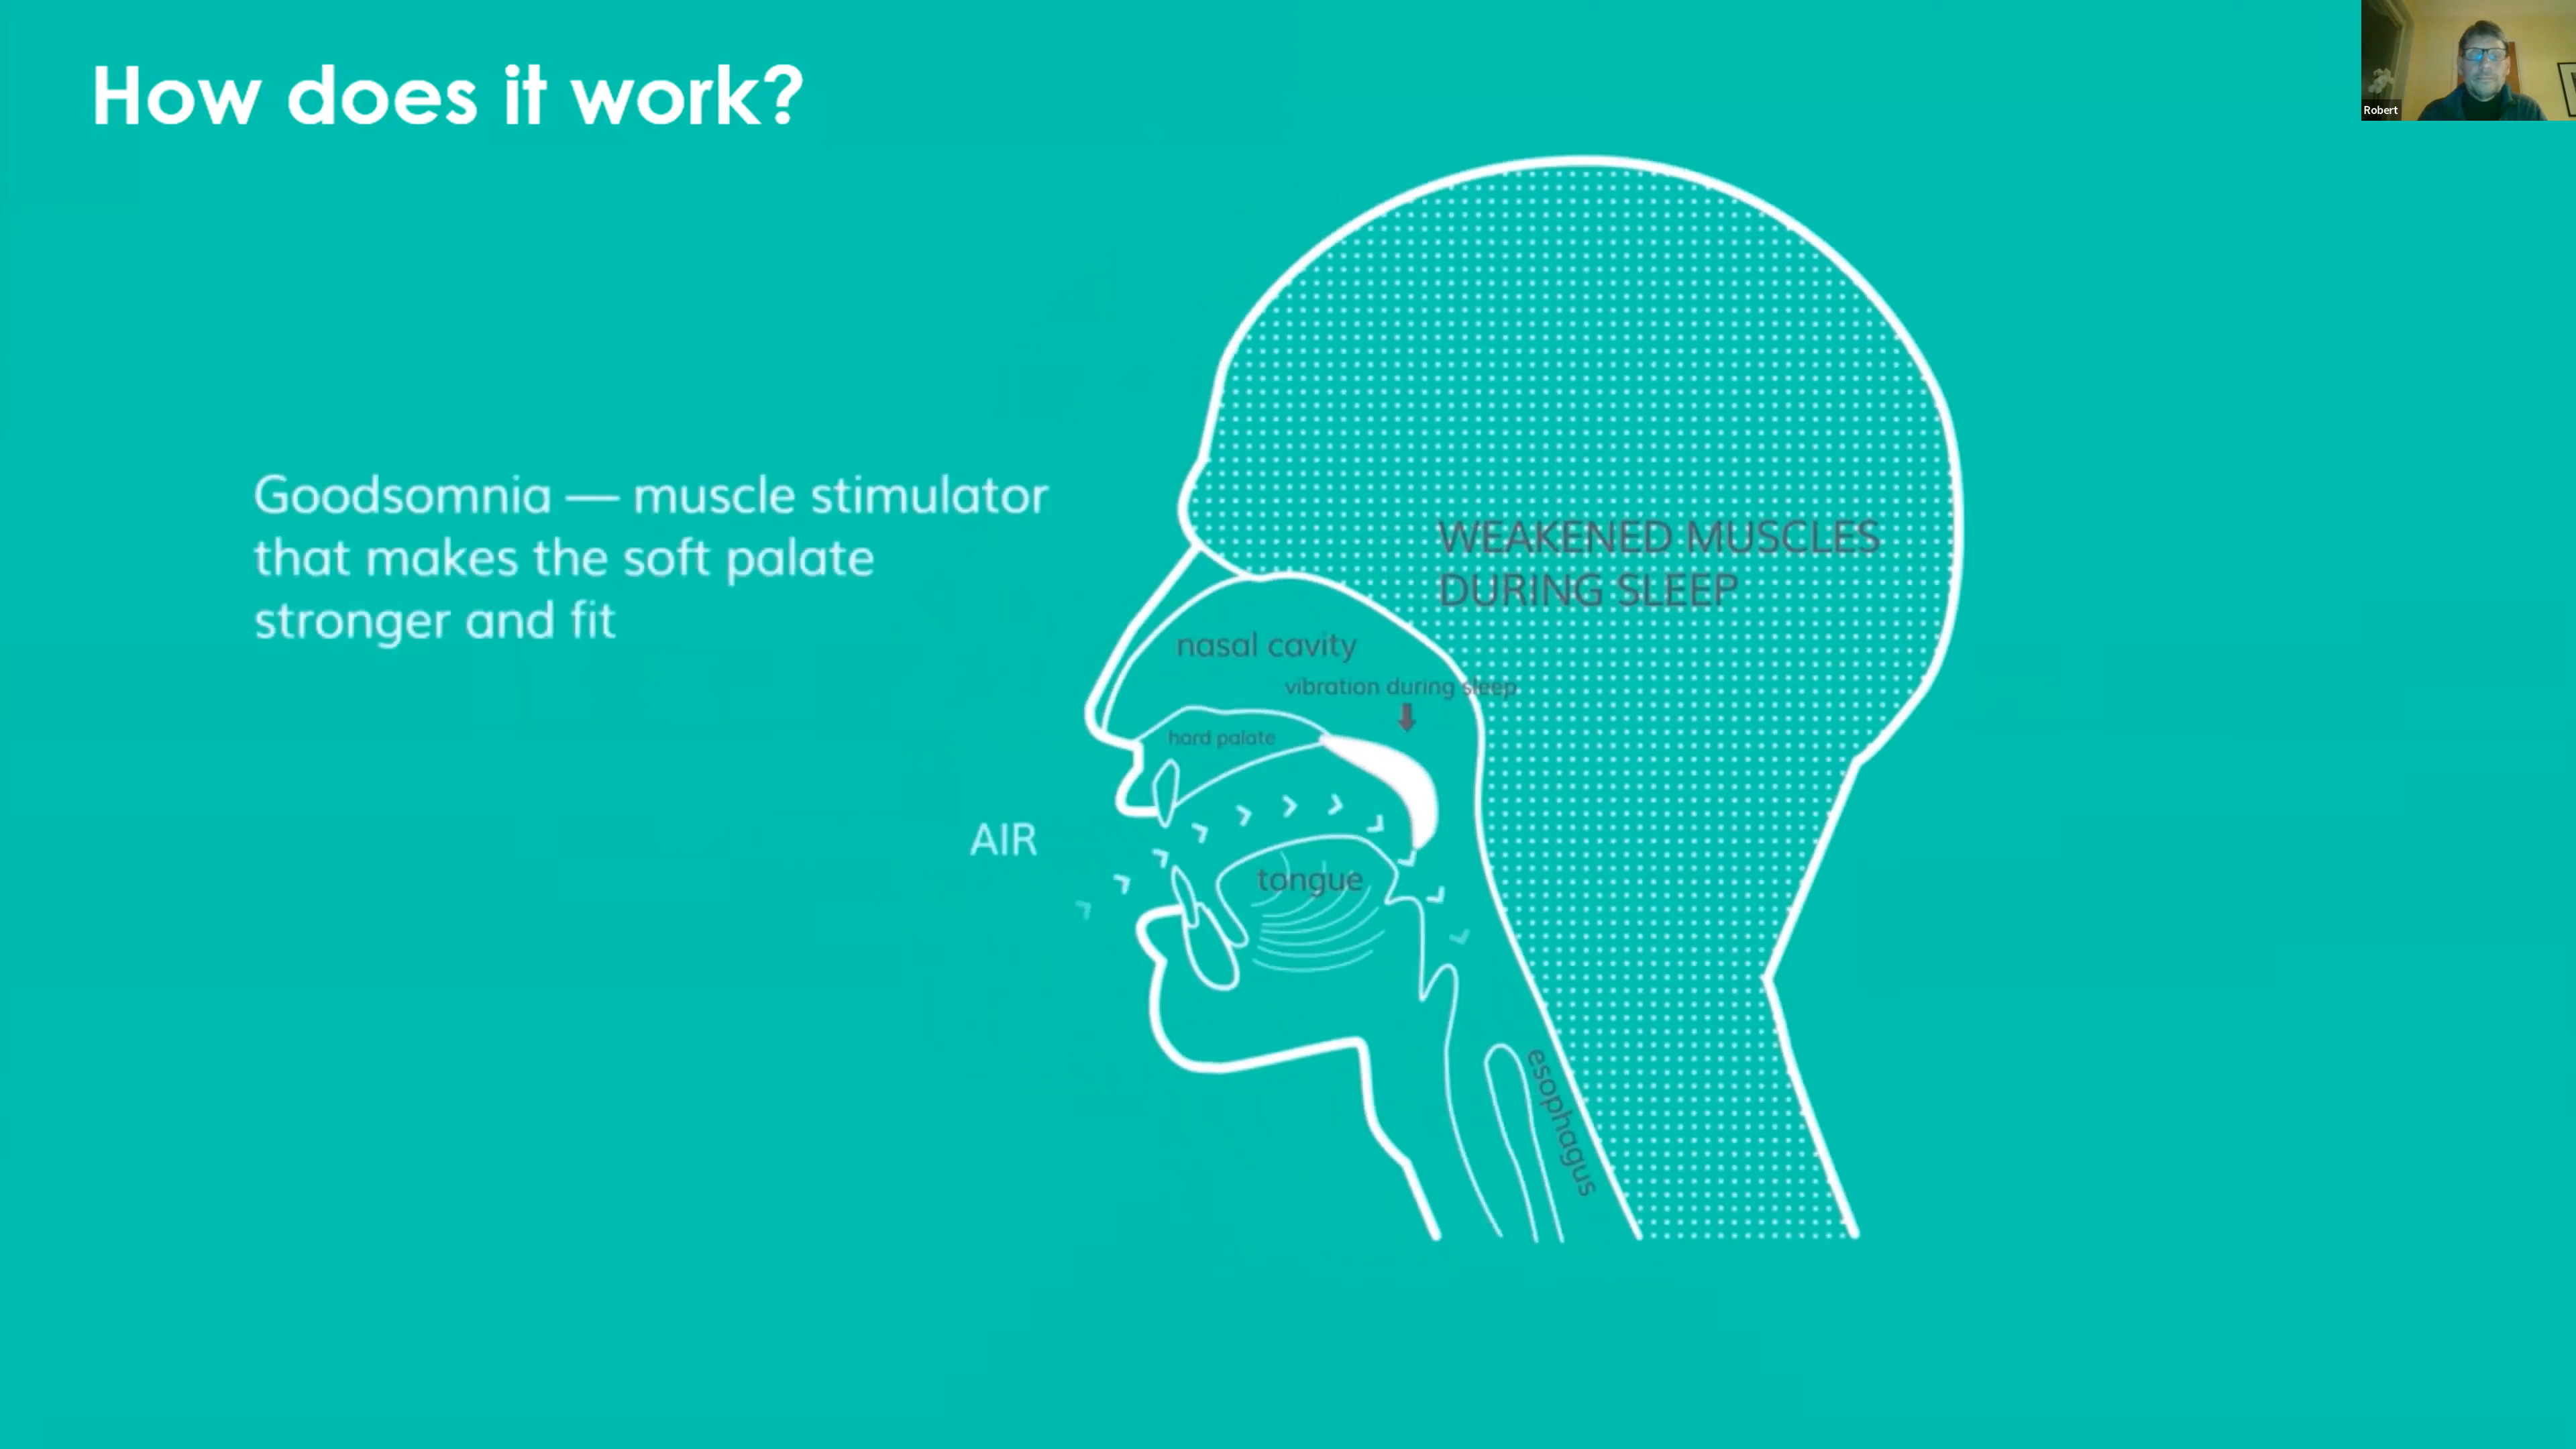 How does it work?
Robert
Goodsomnia — muscle stimulator
that makes the soft palate
stronger and fit
WEAKENED MUSCLES
DURING SLEEP
nasal cavity
vibration during sleep
hard palate
AIR
tongue
esophagus